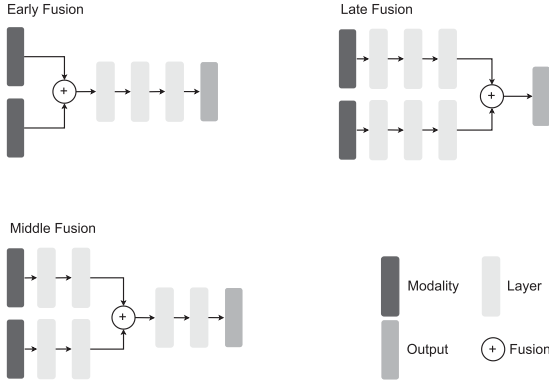 Early Fusion
Late Fusion
+
+
Middle Fusion
+
Modality
Layer
Output
+ Fusion